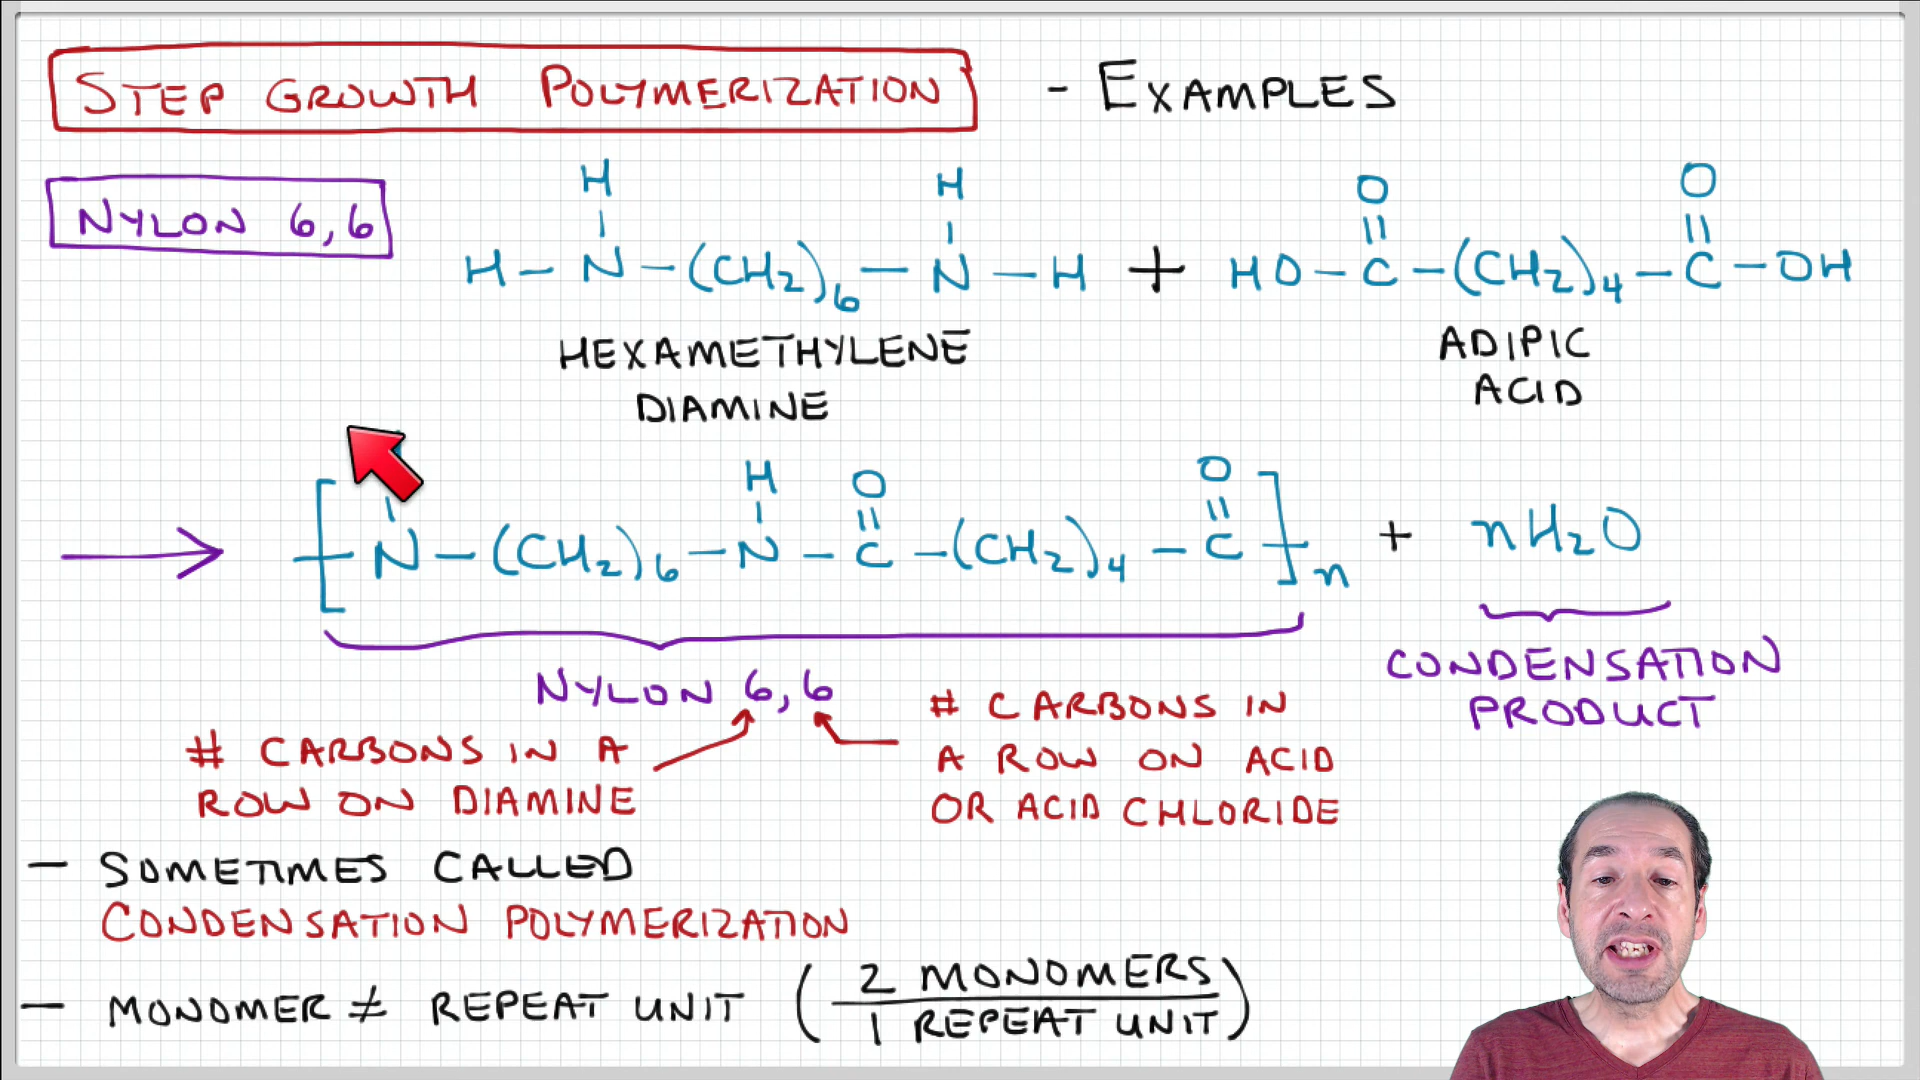 STEP GROWTH POLYMERIZATION - EXAMPLES
NYLON 6,6
H H O O
H - N - (CH2)6 - N - H + HO - C - (CH2)4 - C - OH
HEXAMETHYLENE
DIAMINE
ADIPIC
ACID
H O O
[ N - (CH2)6 - N - C - (CH2)4 - C ]n + nH2O
NYLON 6,6
# CARBONS IN A
ROW ON DIAMINE
# CARBONS IN
A ROW ON ACID
OR ACID CHLORIDE
CONDENSATION
PRODUCT
- SOMETIMES CALLED
CONDENSATION POLYMERIZATION
- MONOMER ≠ REPEAT UNIT (2 MONOMERS
1 REPEAT UNIT)